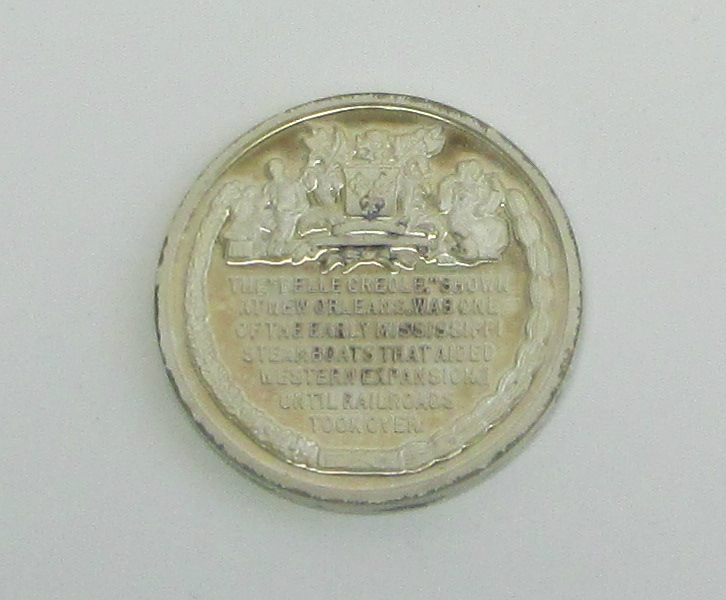 THE "BELLE CREOLE," SHOWN
AT NEW ORLEANS, WAS ONE
OF THE EARLY MISSISSIPPI
STEAMBOATS THAT AIDED
WESTERN EXPANSION
UNTIL RAILROADS
TOOK OVER.